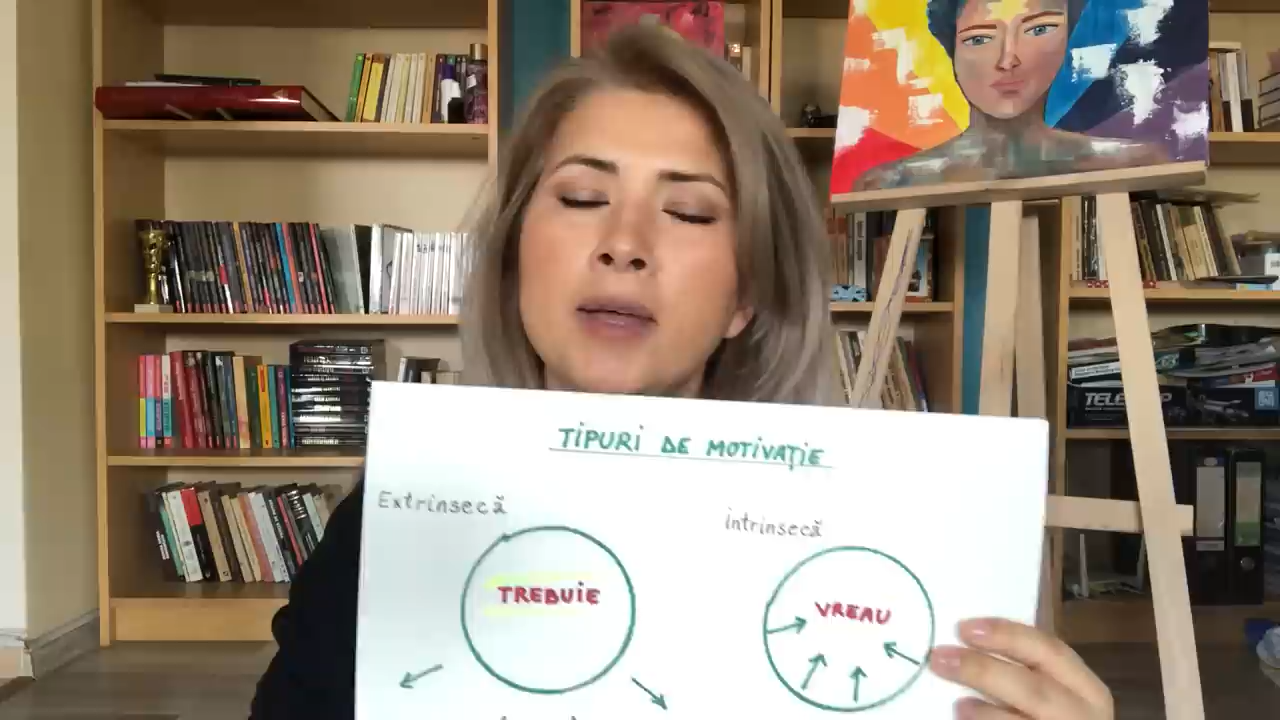 TIPURI DE MOTIVAȚIE
Extrinsecă
intrinsecă
TREBUIE
VREAU